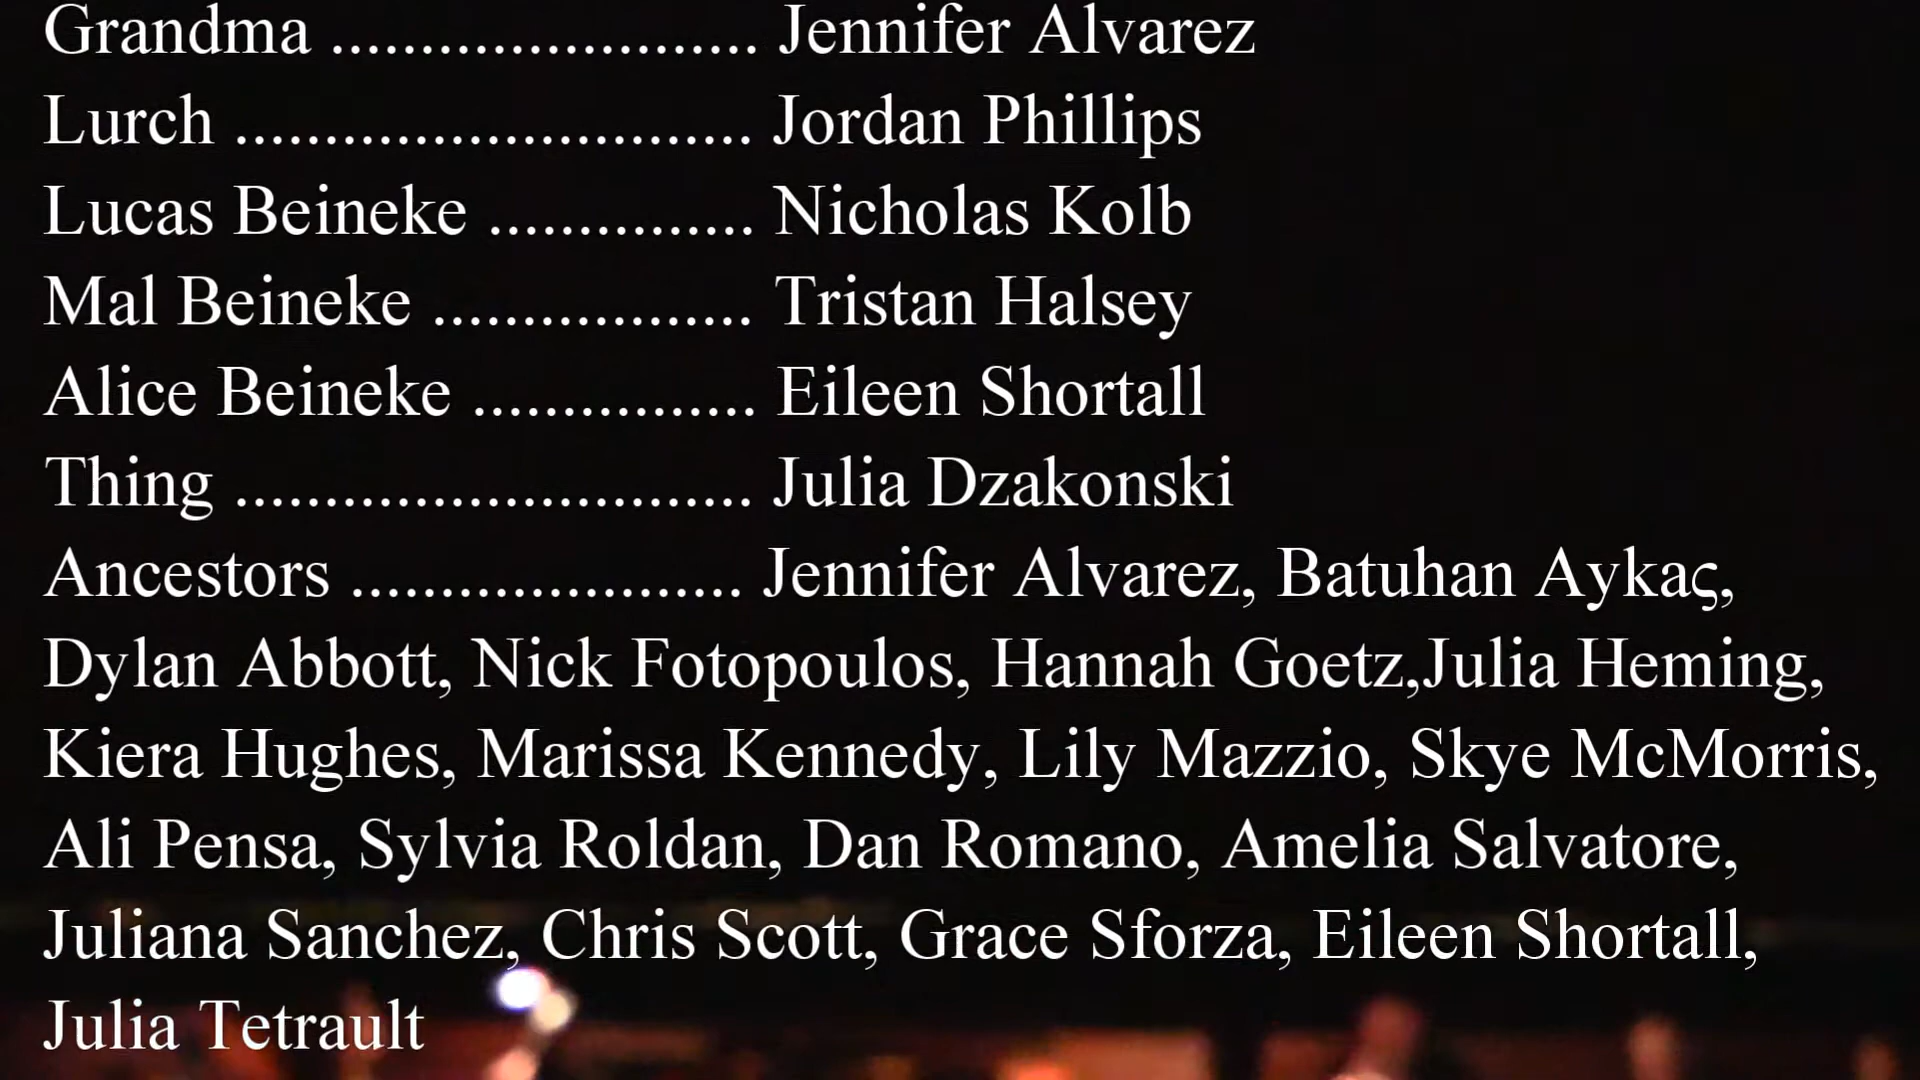 Grandma ........................ Jennifer Alvarez
Lurch ............................. Jordan Phillips
Lucas Beineke ............... Nicholas Kolb
Mal Beineke .................. Tristan Halsey
Alice Beineke ................ Eileen Shortall
Thing ............................. Julia Dzakonski
Ancestors ...................... Jennifer Alvarez, Batuhan Aykaς,
Dylan Abbott, Nick Fotopoulos, Hannah Goetz,Julia Heming,
Kiera Hughes, Marissa Kennedy, Lily Mazzio, Skye McMorris,
Ali Pensa, Sylvia Roldan, Dan Romano, Amelia Salvatore,
Juliana Sanchez, Chris Scott, Grace Sforza, Eileen Shortall,
Julia Tetrault